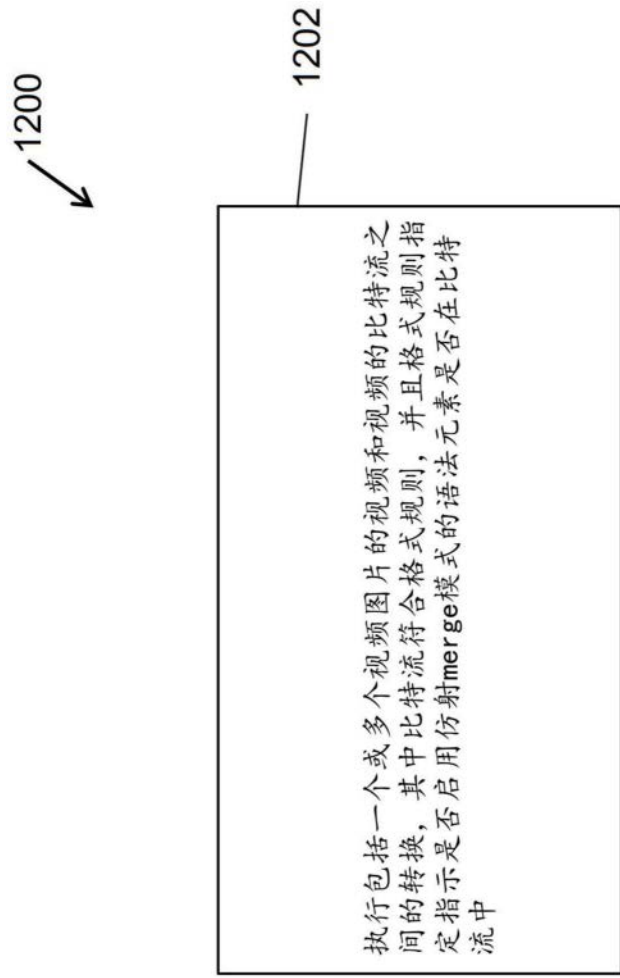 1200
1202
执行包括一个或多个视频图片的视频和视频的比特流之
间的转换，其中比特流符合格式规则，并且格式规则指
定指示是否启用仿射merge模式的语法元素是否在比特
流中